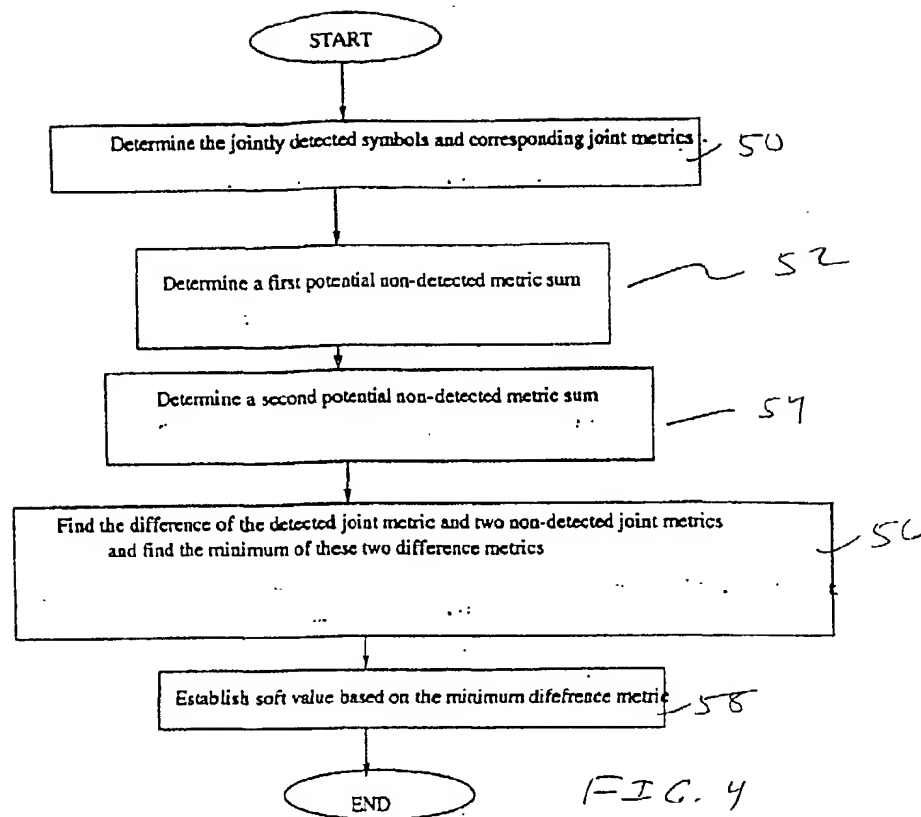 START
Determine the jointly detected symbols and corresponding joint metrics
50
Determine a first potential non-detected metric sum
52
Determine a second potential non-detected metric sum
54
Find the difference of the detected joint metric and two non-detected joint metrics
and find the minimum of these two difference metrics
56
Establish soft value based on the minimum difefrence metric
58
END
FIG. 4